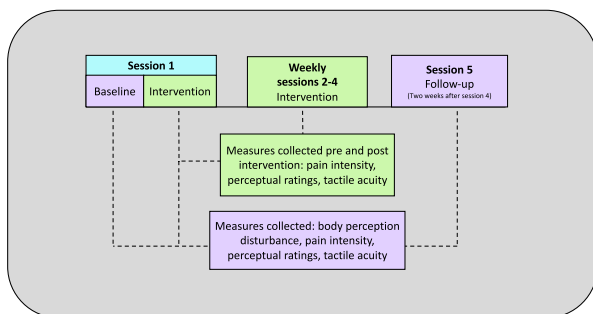 Session 1
Baseline
Intervention
Weekly
sessions 2-4
Intervention
Session 5
Follow-up
(Two weeks after session 4)
Measures collected pre and post
intervention: pain intensity,
perceptual ratings, tactile acuity
Measures collected: body perception
disturbance, pain intensity,
perceptual ratings, tactile acuity